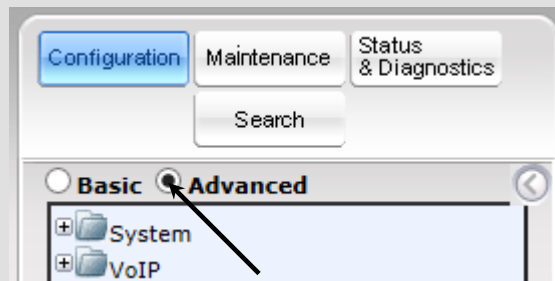 Configuration
Maintenance
Status
& Diagnostics
Search
Basic
Advanced
System
VoIP